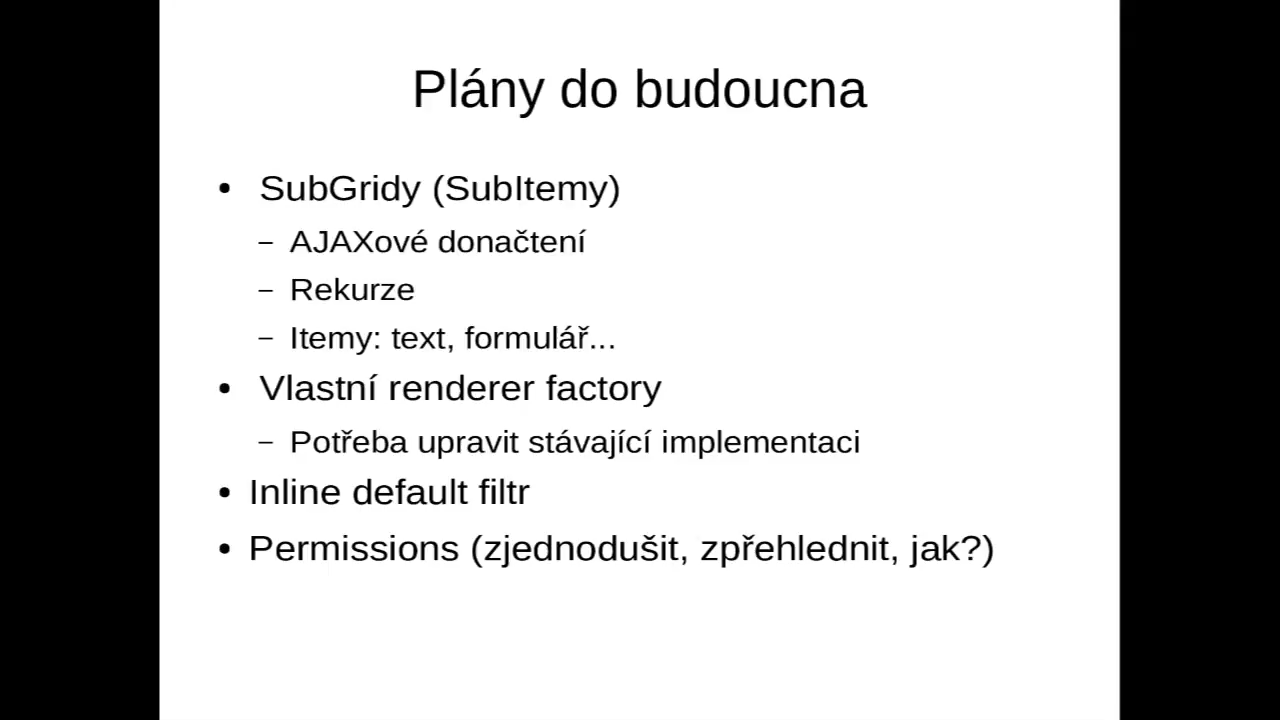 Plány do budoucna
• SubGridy (SubItemy)
– AJAXové donačtení
– Rekurze
– Itemy: text, formulář...
• Vlastní renderer factory
– Potřeba upravit stávající implementaci
• Inline default filtr
• Permissions (zjednodušit, zpřehlednit, jak?)